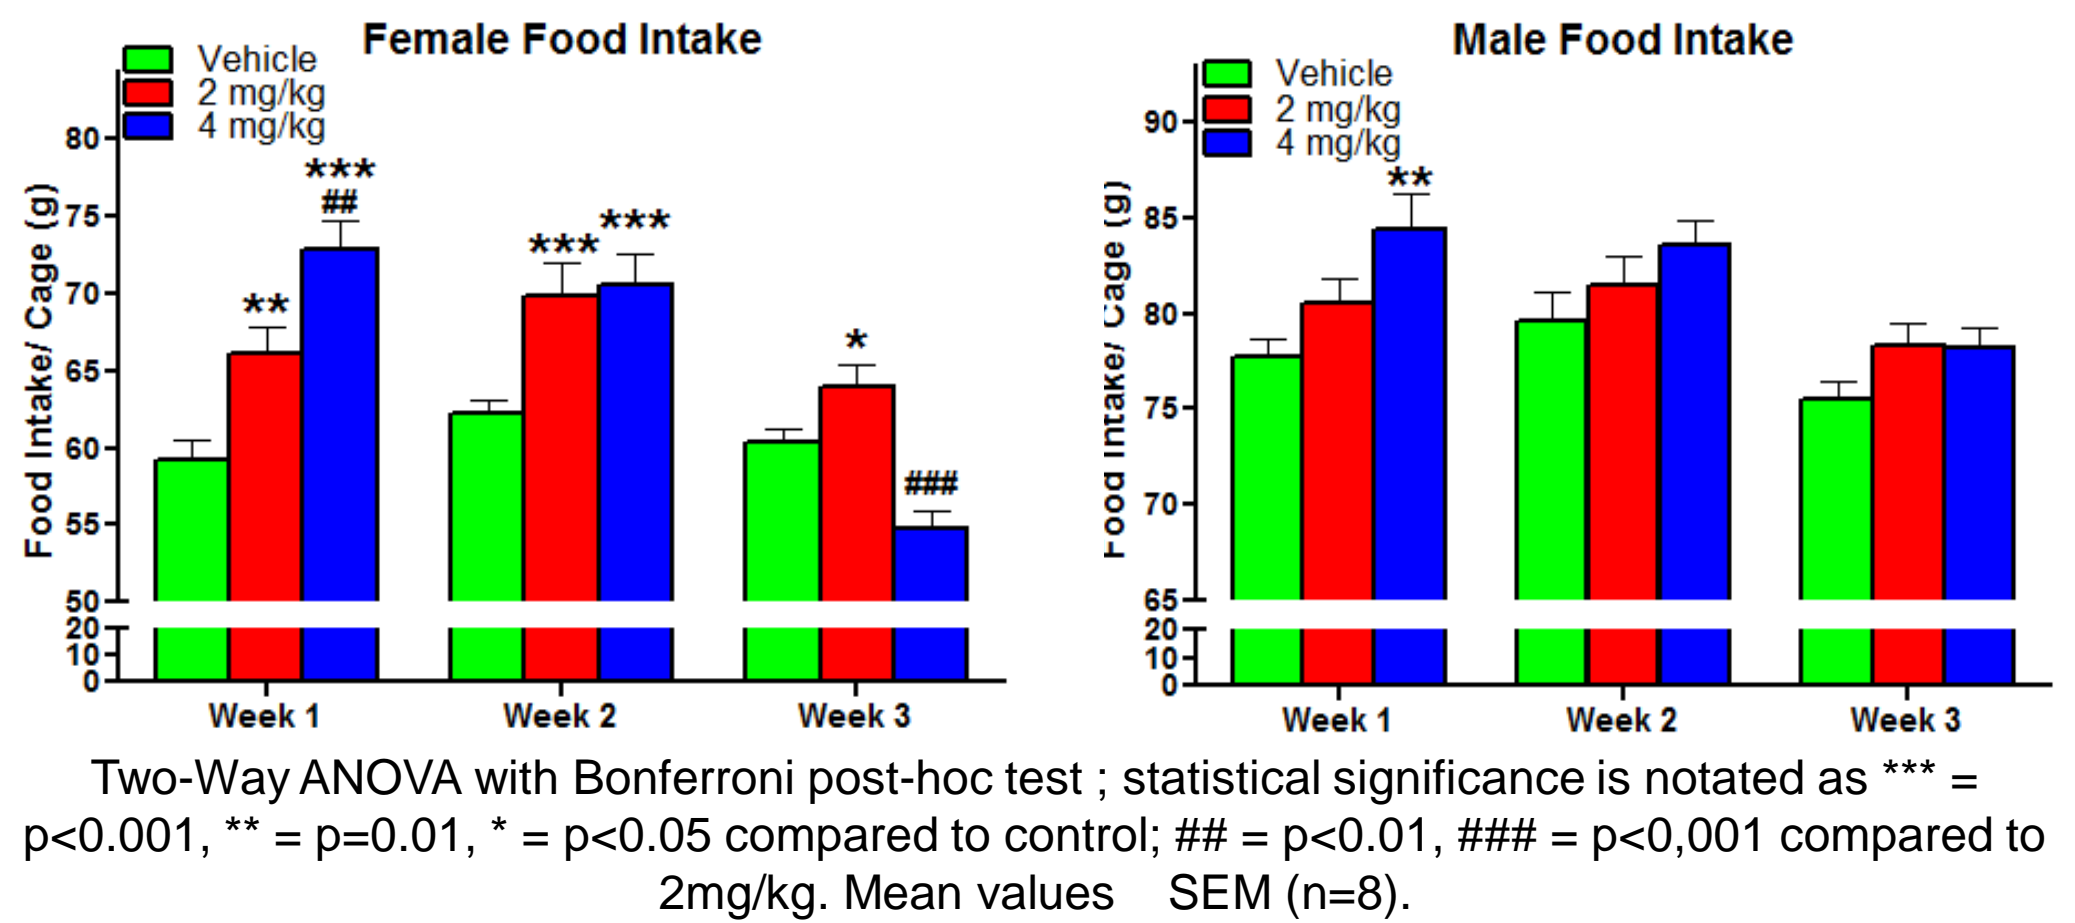 Female Food Intake
Vehicle
2 mg/kg
4 mg/kg
Food Intake/ Cage (g)
80
75
70
65
60
55
50
20
10
0
***
##
**
***
***
*
###
Week 1
Week 2
Week 3
Male Food Intake
Vehicle
2 mg/kg
4 mg/kg
Food Intake/ Cage (g)
90
85
80
75
70
65
20
10
0
**
Week 1
Week 2
Week 3
Two-Way ANOVA with Bonferroni post-hoc test ; statistical significance is notated as *** =
p<0.001, ** = p=0.01, * = p<0.05 compared to control; ## = p<0.01, ### = p<0,001 compared to
2mg/kg. Mean values SEM (n=8).